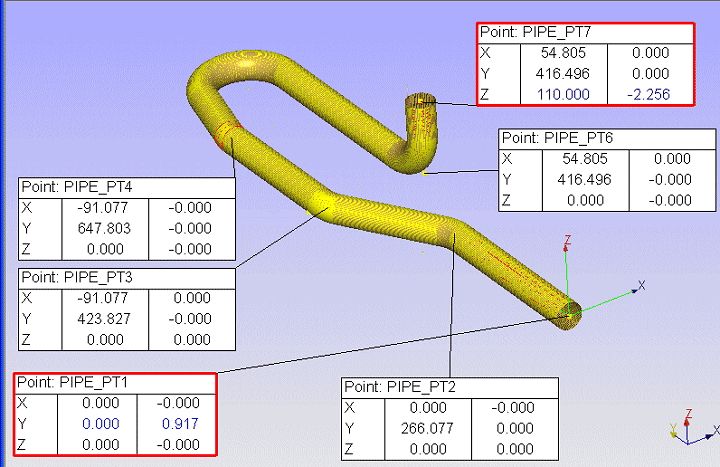 Point: PIPE_PT7
X 54.805 0.000
Y 416.496 0.000
Z 110.000 -2.256
Point: PIPE_PT6
X 54.805 0.000
Y 416.496 -0.000
Z 0.000 -0.000
Point: PIPE_PT4
X -91.077 -0.000
Y 647.803 -0.000
Z 0.000 -0.000
Point: PIPE_PT3
X -91.077 0.000
Y 423.827 -0.000
Z 0.000 0.000
Z
X
Point: PIPE_PT1
X 0.000 -0.000
Y 0.000 0.917
Z 0.000 -0.000
Point: PIPE_PT2
X 0.000 -0.000
Y 266.077 0.000
Z 0.000 0.000
Z
Y
X